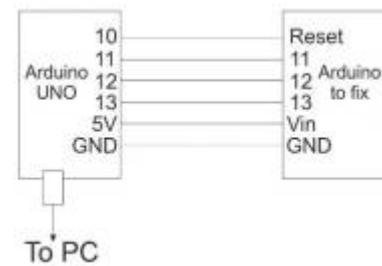 Arduino
UNO
10
11
12
13
5V
GND
Reset
11
12
13
Vin
GND
Arduino
to fix
To PC